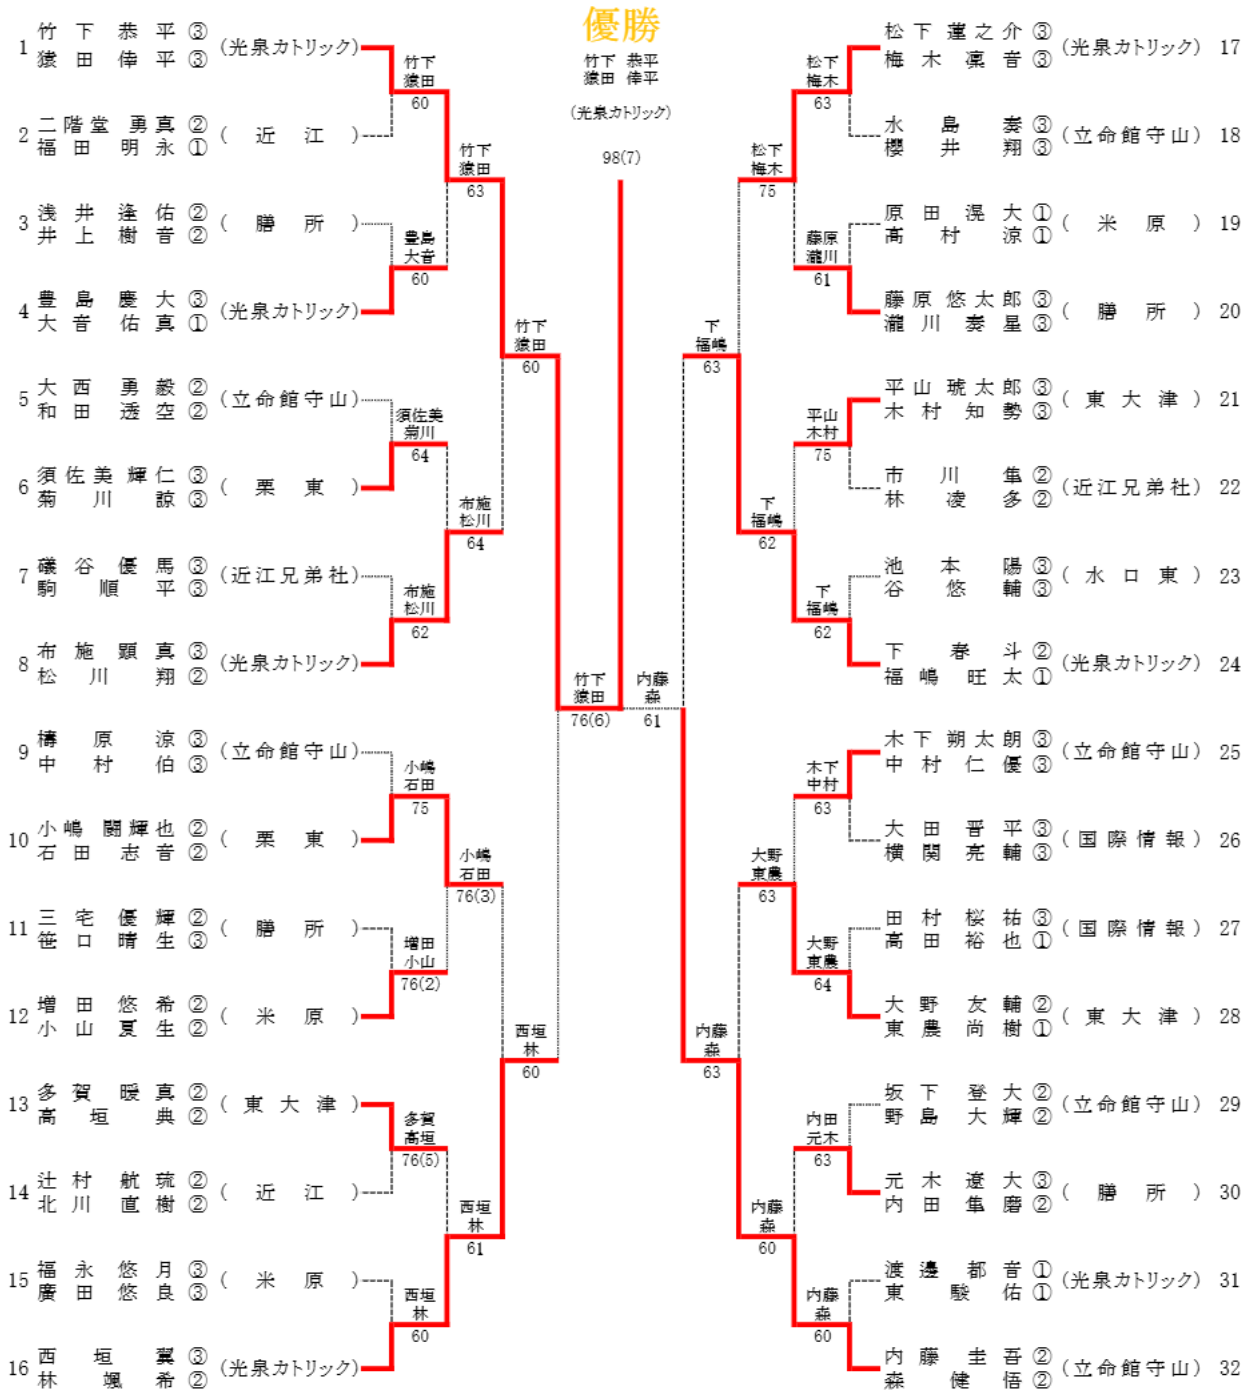 優勝
竹下 恭平
猿田 倖平
(光泉カトリック)
98(7)
1 竹下恭平③ (光泉カトリック)
猿田倖平③
2 二階堂勇真② (近江)
福田明永①
3 浅井逢佑② (膳所)
井上樹音②
4 豊島慶大③ (光泉カトリック)
大音佑真①
5 大西勇毅② (立命館守山)
和田透空②
6 須佐美輝仁③ (栗東)
菊川諒③
7 礒谷優馬③ (近江兄弟社)
駒順平③
8 布施顕真③ (光泉カトリック)
松川翔②
9 檮原涼③ (立命館守山)
中村伯③
10 小嶋闘輝也② (栗東)
石田志音②
11 三宅優輝② (膳所)
笹口晴生③
12 増田悠希② (米原)
小山夏生②
13 多賀暖真② (東大津)
高垣典②
14 辻村航琉② (近江)
北川直樹②
15 福永悠月③ (米原)
廣田悠良③
16 西垣翼③ (光泉カトリック)
林颯希②
竹下
猿田
60
豊島
大音
60
須佐美
菊川
64
布施
松川
62
小嶋
石田
75
増田
小山
76(2)
多賀
高垣
76(5)
西垣
林
60
竹下
猿田
63
布施
松川
64
小嶋
石田
76(3)
西垣
林
61
竹下
猿田
60
西垣
林
60
竹下
猿田
76(6)
内藤
森
61
下
福嶋
63
内藤
森
63
松下
梅木
75
下
福嶋
62
大野
東農
63
内藤
森
60
松下
梅木
63
藤原
瀧川
61
平山
木村
75
下
福嶋
62
木下
中村
63
大野
東農
64
内田
元木
63
内藤
森
60
松下蓮之介③ (光泉カトリック) 17
梅木凛音③
水島奏③ (立命館守山) 18
櫻井翔③
原田滉大① (米原) 19
高村涼①
藤原悠太郎③ (膳所) 20
瀧川奏星③
平山琥太郎③ (東大津) 21
木村知勢③
市川隼② (近江兄弟社) 22
林凌多②
池本陽③ (水口東) 23
谷悠輔③
下春斗② (光泉カトリック) 24
福嶋旺太①
木下朔太朗③ (立命館守山) 25
中村仁優③
大田晋平③ (国際情報) 26
横関亮輔③
田村桜祐③ (国際情報) 27
高田裕也①
大野友輔② (東大津) 28
東農尚樹①
坂下登大② (立命館守山) 29
野島大輝②
元木遼大③ (膳所) 30
内田隼磨②
渡邊都音① (光泉カトリック) 31
東駿佑①
内藤圭吾② (立命館守山) 32
森健悟②